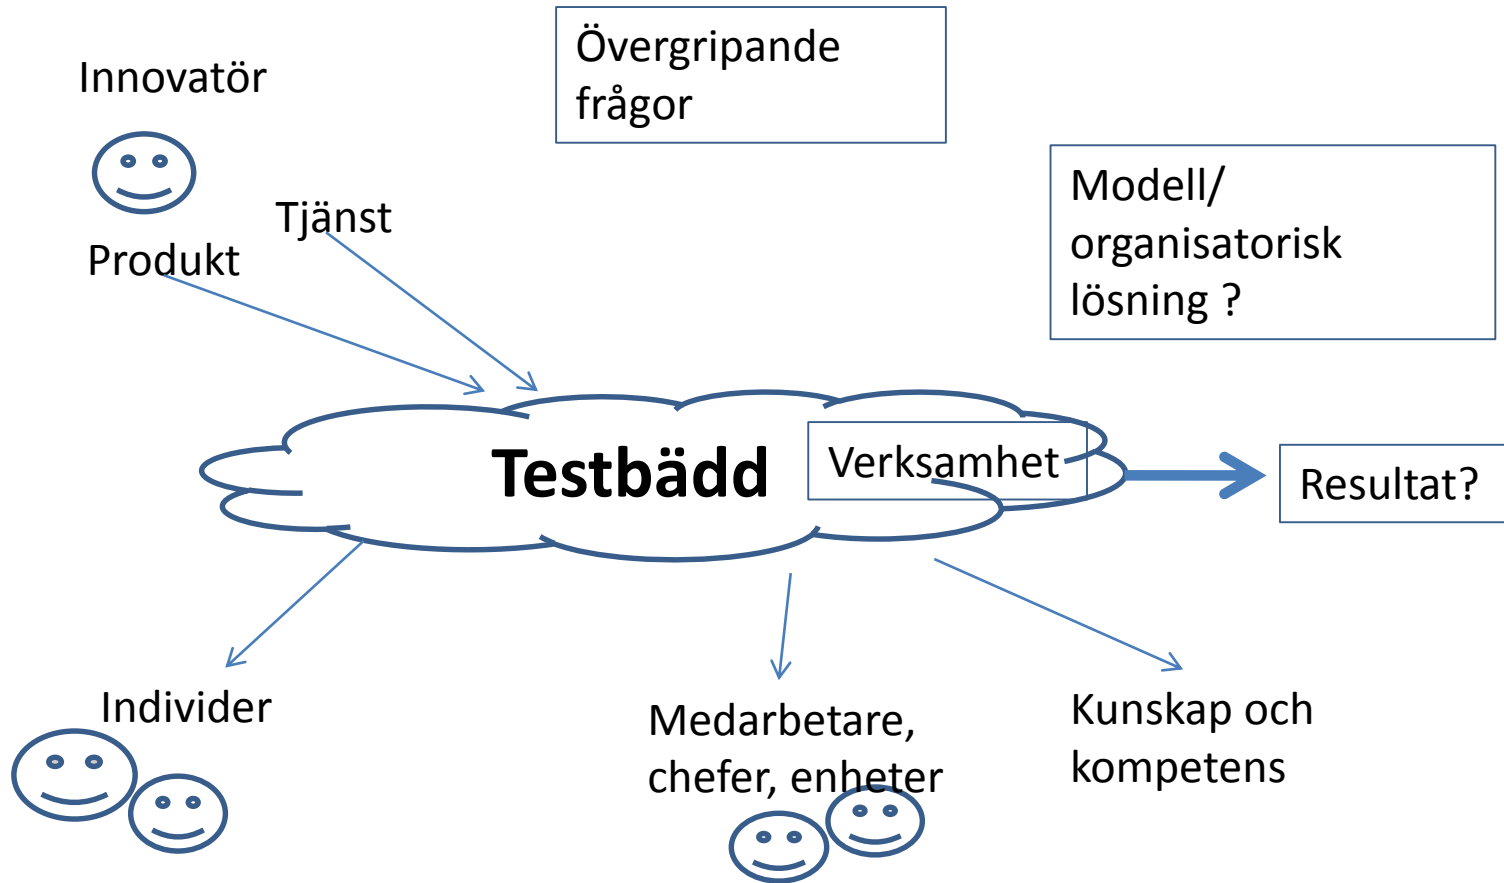 Övergripande
frågor
Innovatör
Modell/
organisatorisk
lösning ?
Tjänst
Produkt
Testbädd
Verksamhet
Resultat?
Individer
Medarbetare,
chefer, enheter
Kunskap och
kompetens